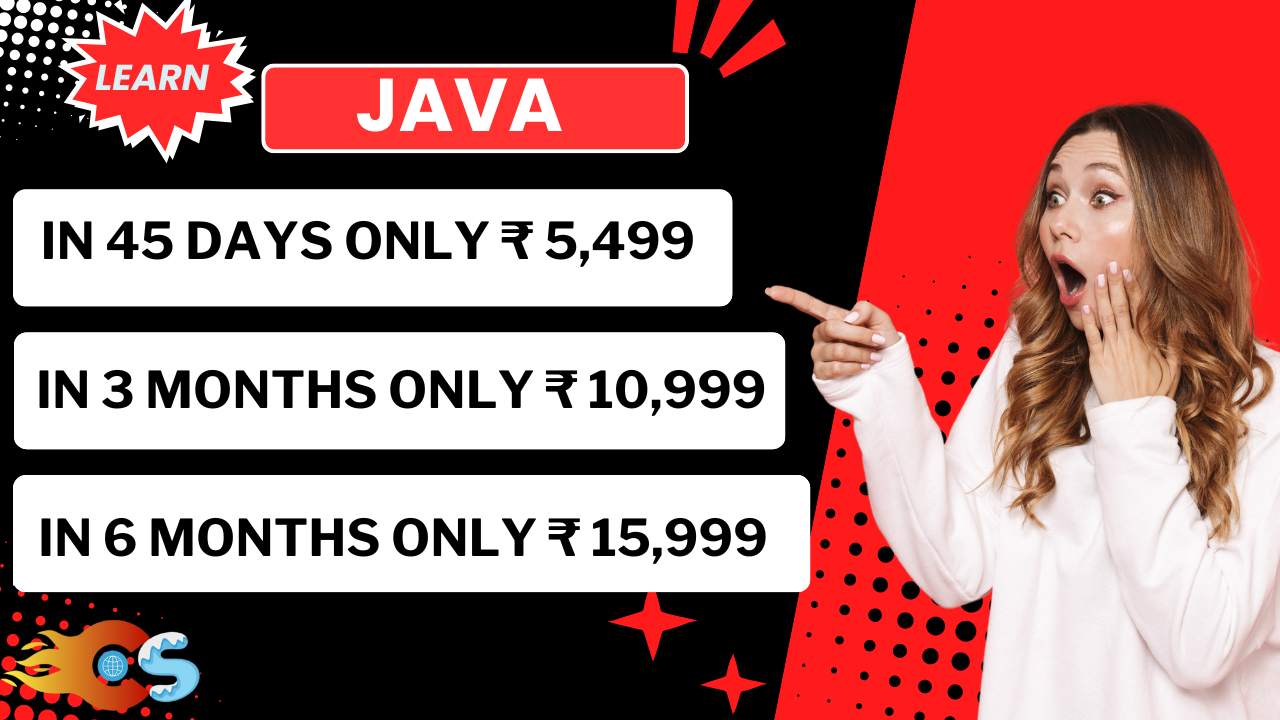 LEARN
JAVA
IN 45 DAYS ONLY ₹ 5,499
IN 3 MONTHS ONLY ₹ 10,999
IN 6 MONTHS ONLY ₹ 15,999
CS